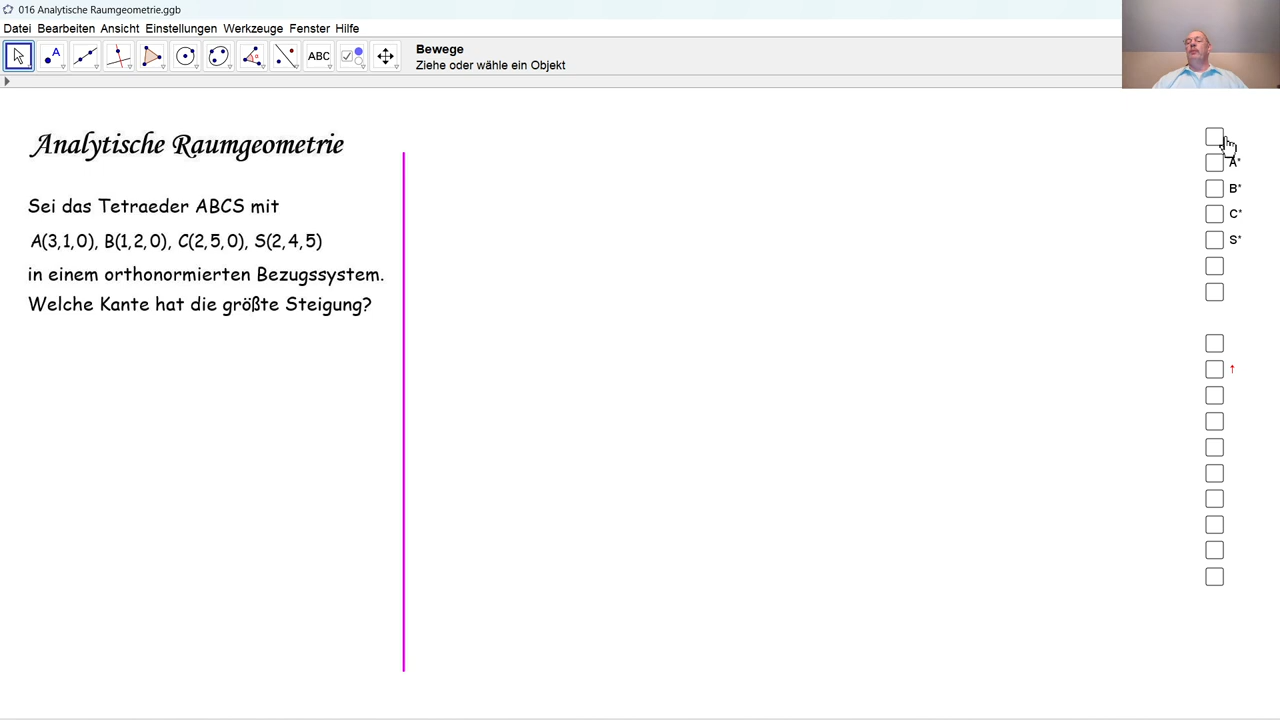 016 Analytische Raumgeometrie.ggb
Datei Bearbeiten Ansicht Einstellungen Werkzeuge Fenster Hilfe
A
ABC
Bewege
Ziehe oder wähle ein Objekt
Analytische Raumgeometrie
Sei das Tetraeder ABCS mit
A(3,1,0), B(1,2,0), C(2,5,0), S(2,4,5)
in einem orthonormierten Bezugssystem.
Welche Kante hat die größte Steigung?
A*
B*
C*
S*
↑